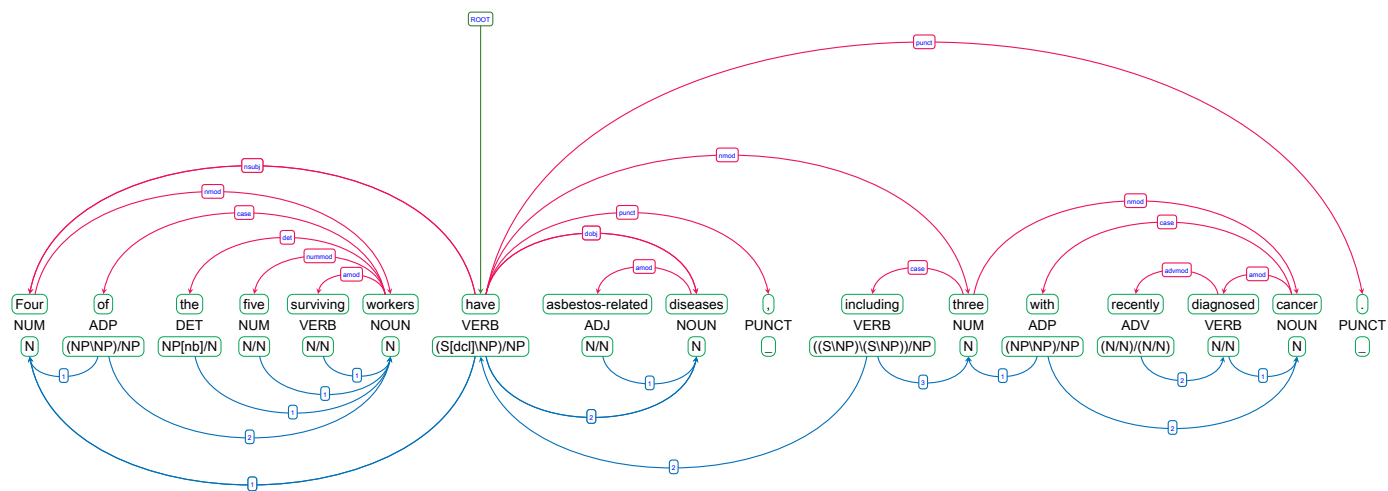 ROOT
punct
nmod
nsubj
nmod
nmod
case punct case
det dobj
nummod amod case advmod amod
amod
Four of the five surviving workers have asbestos-related diseases , including three with recently diagnosed cancer .
NUM ADP DET NUM VERB NOUN VERB ADJ NOUN PUNCT VERB NUM ADP ADV VERB NOUN PUNCT
N (NP\NP)/NP NP[nb]/N N/N N/N N (S[dcl]\NP)/NP N/N N _ ((S\NP)\(S\NP))/NP N (NP\NP)/NP (N/N)/(N/N) N/N N _
1 1 1 3 1 2 1
1
1 2
2
2
2
1